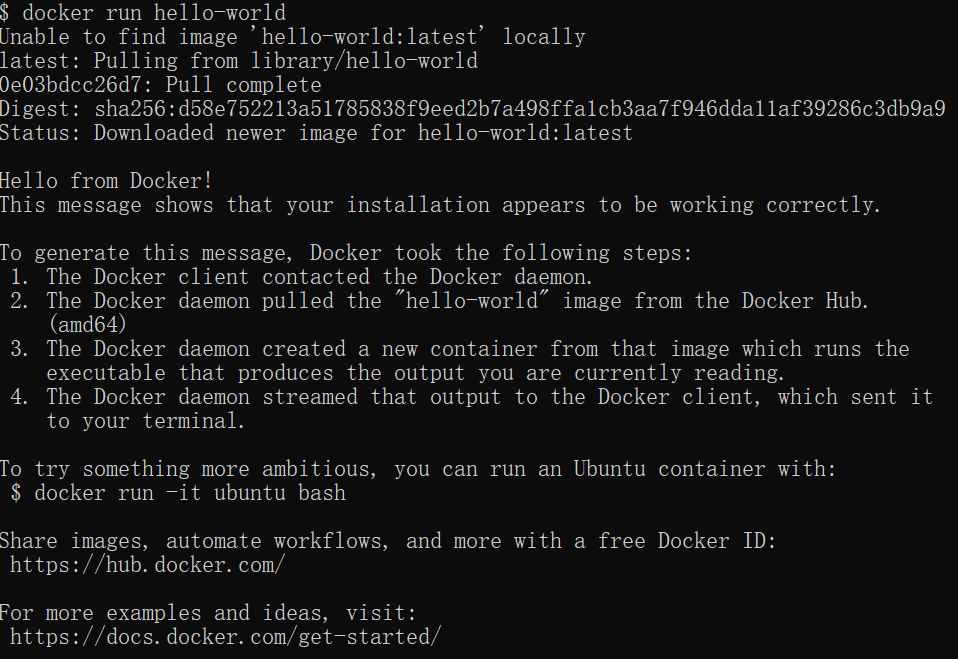 $ docker run hello-world
Unable to find image 'hello-world:latest' locally
latest: Pulling from library/hello-world
0e03bdcc26d7: Pull complete
Digest: sha256:d58e752213a51785838f9eed2b7a498ffa1cb3aa7f946dda11af39286c3db9a9
Status: Downloaded newer image for hello-world:latest

Hello from Docker!
This message shows that your installation appears to be working correctly.

To generate this message, Docker took the following steps:
 1. The Docker client contacted the Docker daemon.
 2. The Docker daemon pulled the "hello-world" image from the Docker Hub.
    (amd64)
 3. The Docker daemon created a new container from that image which runs the
    executable that produces the output you are currently reading.
 4. The Docker daemon streamed that output to the Docker client, which sent it
    to your terminal.

To try something more ambitious, you can run an Ubuntu container with:
 $ docker run -it ubuntu bash

Share images, automate workflows, and more with a free Docker ID:
 https://hub.docker.com/

For more examples and ideas, visit:
 https://docs.docker.com/get-started/